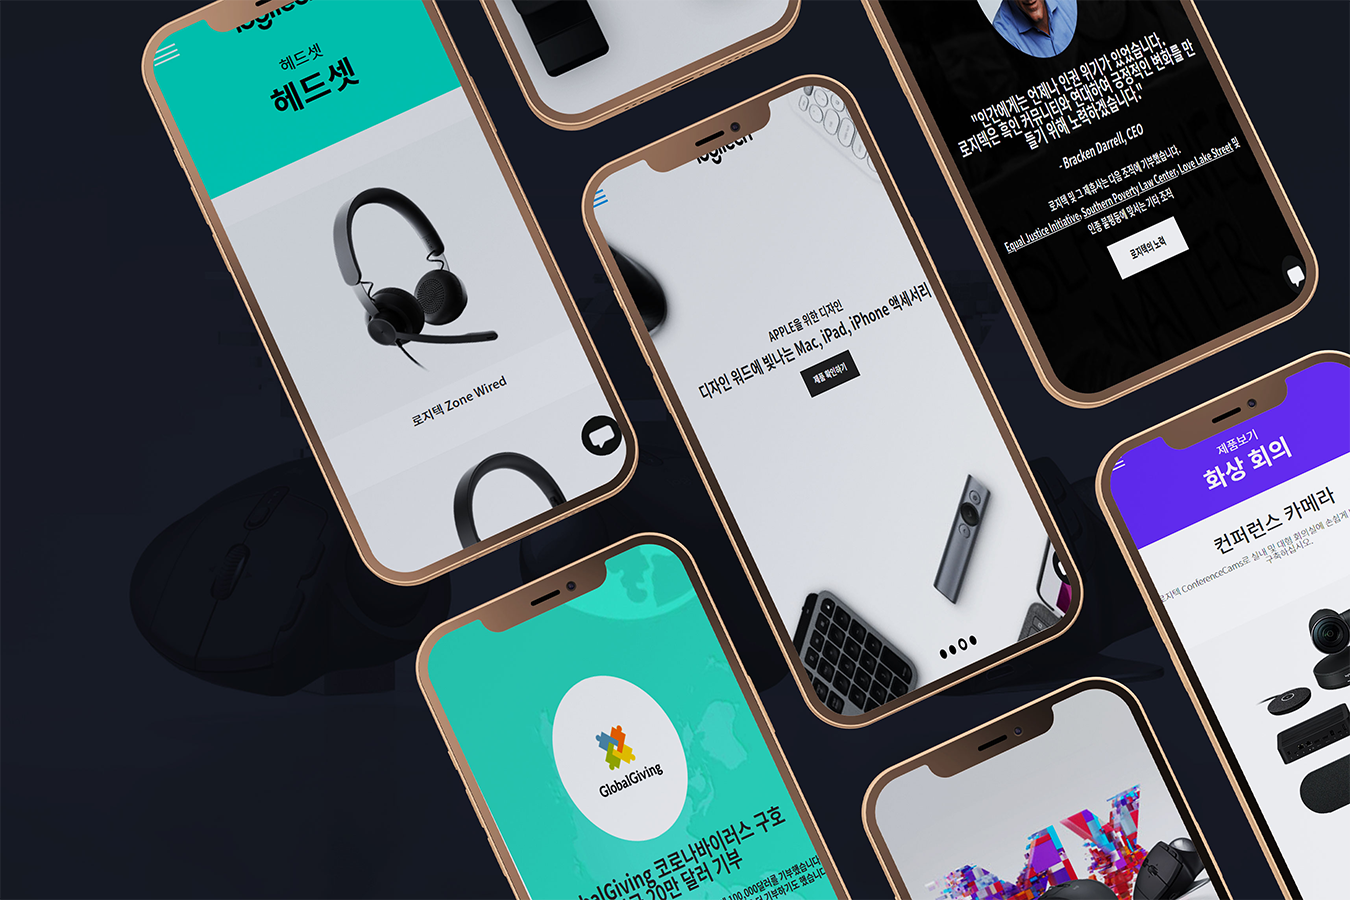 logitech
헤드셋
헤드셋
로지텍 Zone Wired
logitech
APPLE을 위한 디자인
디자인 워드에 빛나는 Mac, iPad, iPhone 액세서리
제품 확인하기
"인간에게는 언제나 인권 위기가 있었습니다.
로지텍은 흑인 커뮤니티와 연대하여 긍정적인 변화를 만
들기 위해 노력하겠습니다."
- Bracken Darrell, CEO
로지텍 및 그 제휴사는 다음 조직에 기부했습니다.
Equal Justice Initiative, Southern Poverty Law Center, Love Lake Street 및
인종 불평등에 맞서는 기타 조직
로지텍의 노력
제품보기
화상 회의
컨퍼런스 카메라
로지텍 ConferenceCams로 실내 및 대형 회의실에 손쉽게
구축하십시오.
GlobalGiving
balGiving 코로나바이러스 구호
20만 달러 기부
100,000달러를 기부했습니다
기부하기도 했습니다